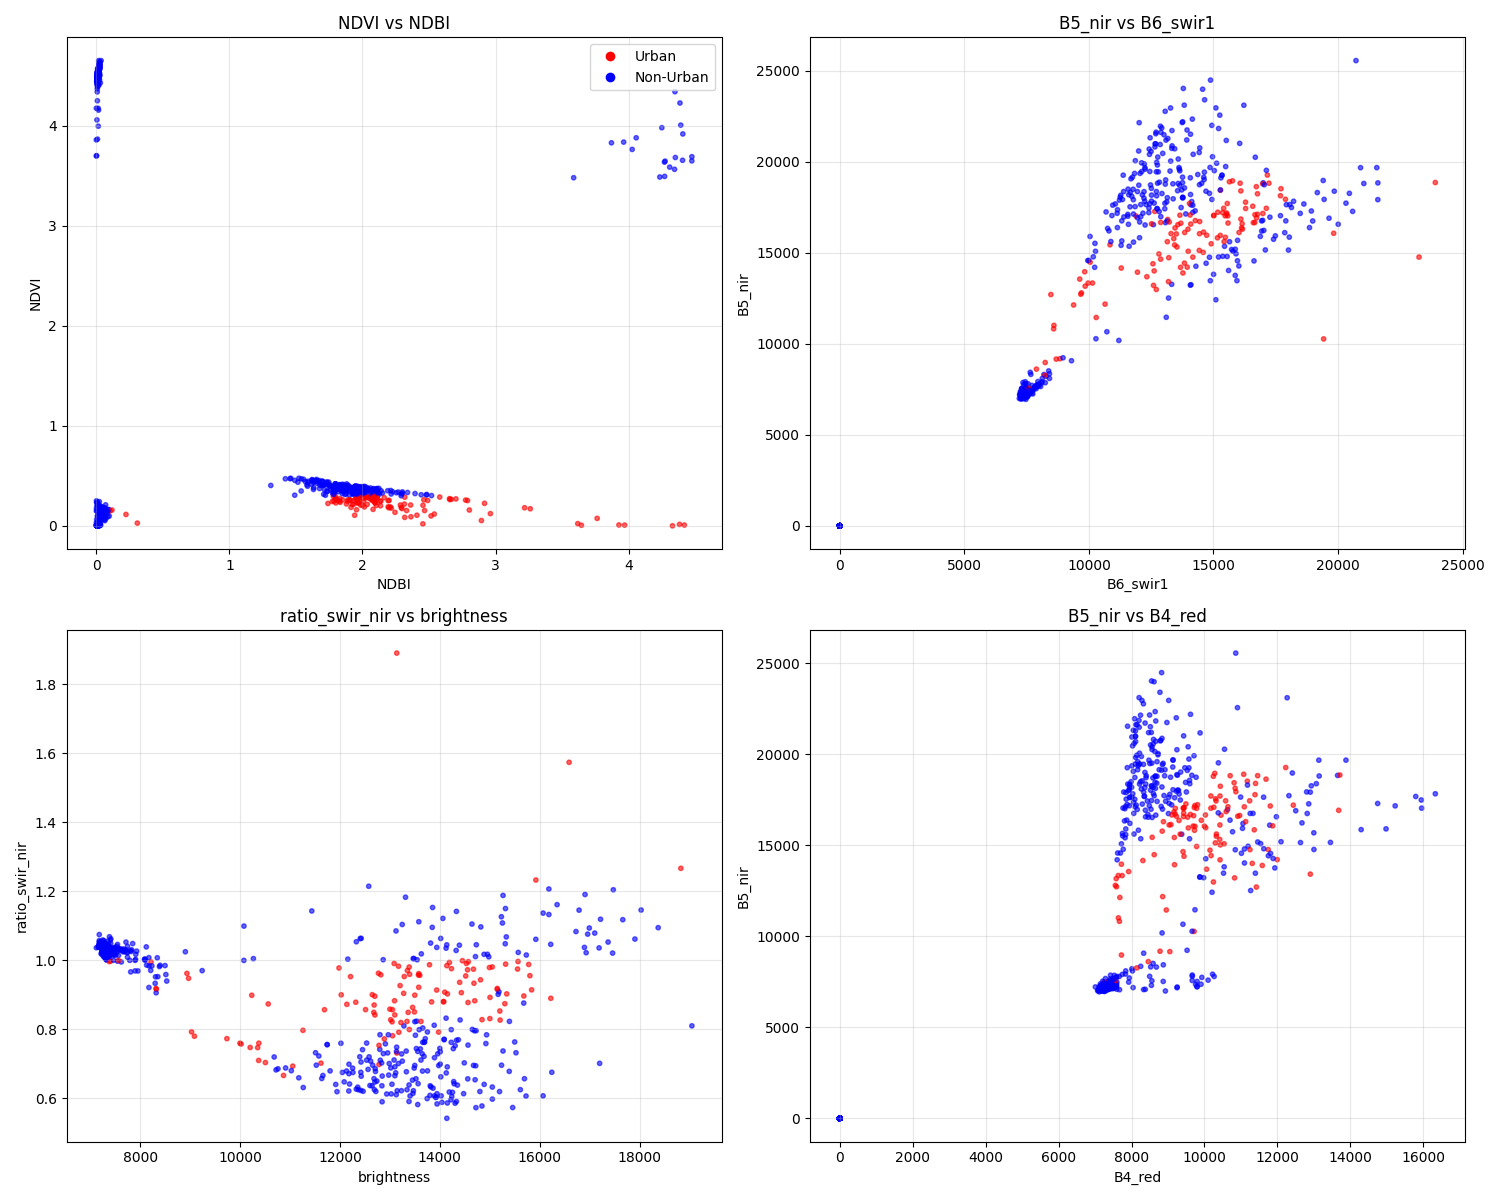 NDVI vs NDBI
Urban
Non-Urban
4
3
2
1
0
NDVI
0 1 2 3 4
NDBI
B5_nir vs B6_swir1
25000
20000
15000
10000
5000
0
B5_nir
0 5000 10000 15000 20000 25000
B6_swir1
ratio_swir_nir vs brightness
1.8
1.6
1.4
1.2
1.0
0.8
0.6
ratio_swir_nir
8000 10000 12000 14000 16000 18000
brightness
B5_nir vs B4_red
25000
20000
15000
10000
5000
0
B5_nir
0 2000 4000 6000 8000 10000 12000 14000 16000
B4_red